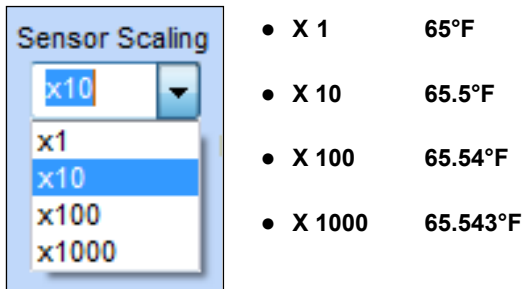 Sensor Scaling
x10
x1
x10
x100
x1000
● X 1 65°F
● X 10 65.5°F
● X 100 65.54°F
● X 1000 65.543°F